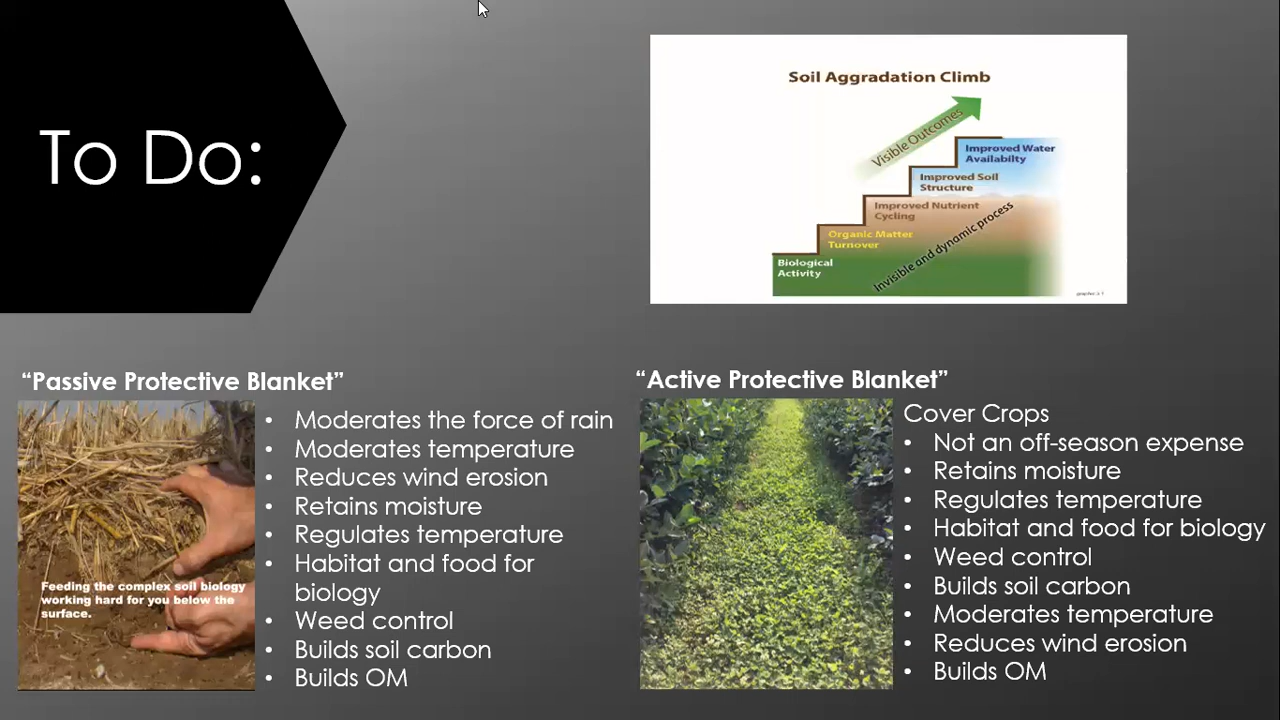 To Do:
Soil Aggradation Climb
Visible Outcomes
Improved Water
Availabilty
Improved Soil
Structure
Improved Nutrient
Cycling
Organic Matter
Turnover
Biological
Activity
Invisible and dynamic process
“Passive Protective Blanket”
Feeding the complex soil biology
working hard for you below the
surface.
• Moderates the force of rain
• Moderates temperature
• Reduces wind erosion
• Retains moisture
• Regulates temperature
• Habitat and food for
biology
• Weed control
• Builds soil carbon
• Builds OM
“Active Protective Blanket”
Cover Crops
• Not an off-season expense
• Retains moisture
• Regulates temperature
• Habitat and food for biology
• Weed control
• Builds soil carbon
• Moderates temperature
• Reduces wind erosion
• Builds OM